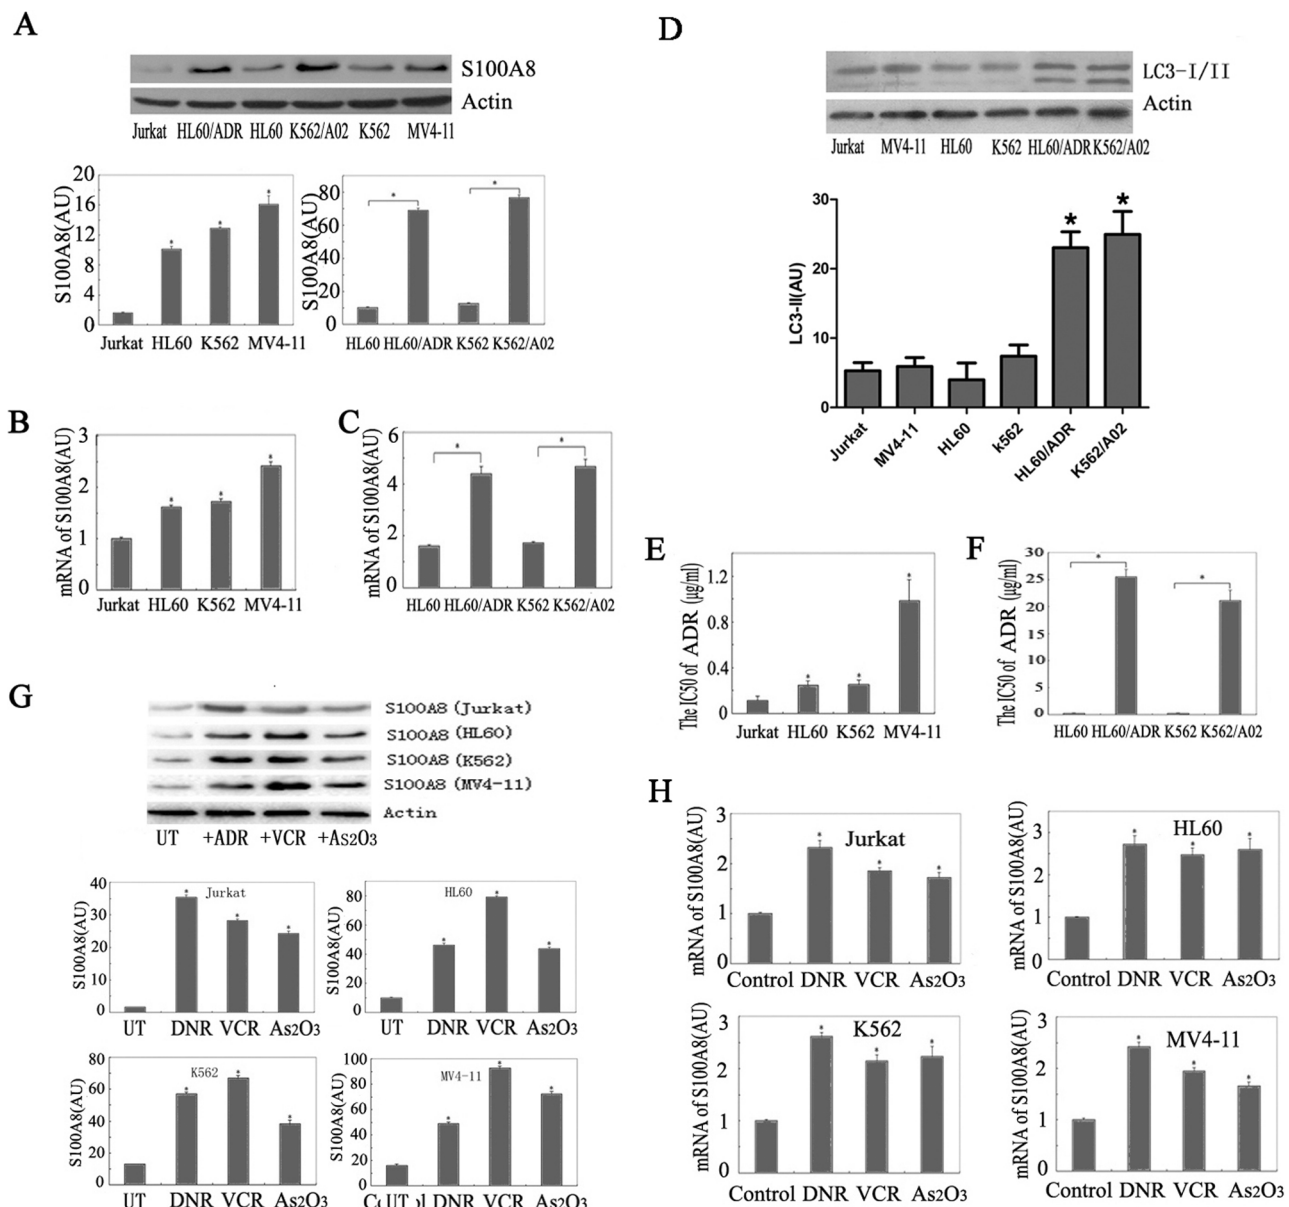 A
S100A8
Actin
Jurkat HL60/ADR HL60 K562/A02 K562 MV4-11
S100A8(AU)
20
16
12
8
4
0
Jurkat HL60 K562 MV4-11
* * *
S100A8(AU)
80
60
40
20
0
HL60 HL60/ADR K562 K562/A02
* *
B
mRNA of S100A8(AU)
3
2
1
0
Jurkat HL60 K562 MV4-11
* * *
C
mRNA of S100A8(AU)
6
4
2
0
HL60 HL60/ADR K562 K562/A02
* *
D
LC3-I/II
Actin
Jurkat MV4-11 HL60 K562 HL60/ADR K562/A02
LC3-II(AU)
30
20
10
0
Jurkat MV4-11 HL60 k562 HL60/ADR K562/A02
* *
E
The IC50 of ADR (μg/ml)
1.2
0.8
0.4
0
Jurkat HL60 K562 MV4-11
* * *
F
The IC50 of ADR (μg/ml)
30
25
20
15
10
5
0
HL60 HL60/ADR K562 K562/A02
* *
G
S100A8 (Jurkat)
S100A8 (HL60)
S100A8 (K562)
S100A8 (MV4-11)
Actin
UT +ADR +VCR +As2O3
Jurkat
S100A8(AU)
40
30
20
10
0
UT DNR VCR As2O3
* * *
HL60
S100A8(AU)
80
60
40
20
0
UT DNR VCR As2O3
* * *
K562
S100A8(AU)
80
60
40
20
0
UT DNR VCR As2O3
* * *
MV4-11
S100A8(AU)
100
80
60
40
20
0
UT DNR VCR As2O3
* * *
H
Jurkat
mRNA of S100A8(AU)
3
2
1
0
Control DNR VCR As2O3
* * *
HL60
mRNA of S100A8(AU)
3
2
1
0
Control DNR VCR As2O3
* * *
K562
mRNA of S100A8(AU)
3
2
1
0
Control DNR VCR As2O3
* * *
MV4-11
mRNA of S100A8(AU)
3
2
1
0
Control DNR VCR As2O3
* * *